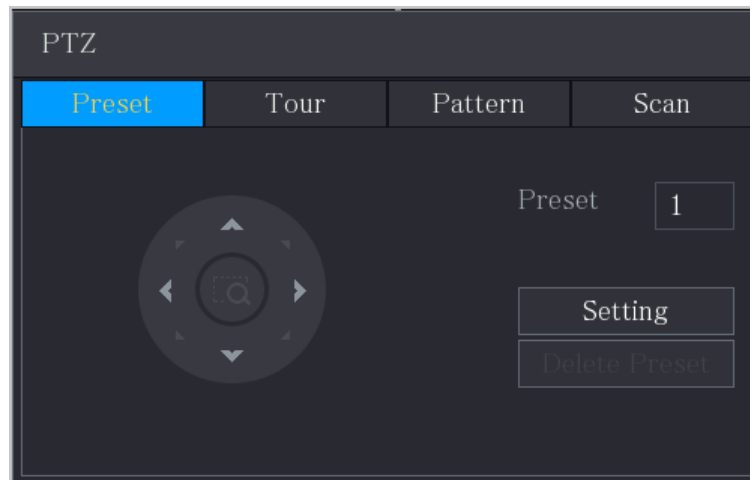 PTZ
Preset Tour Pattern Scan
Preset 1
Setting
Delete Preset